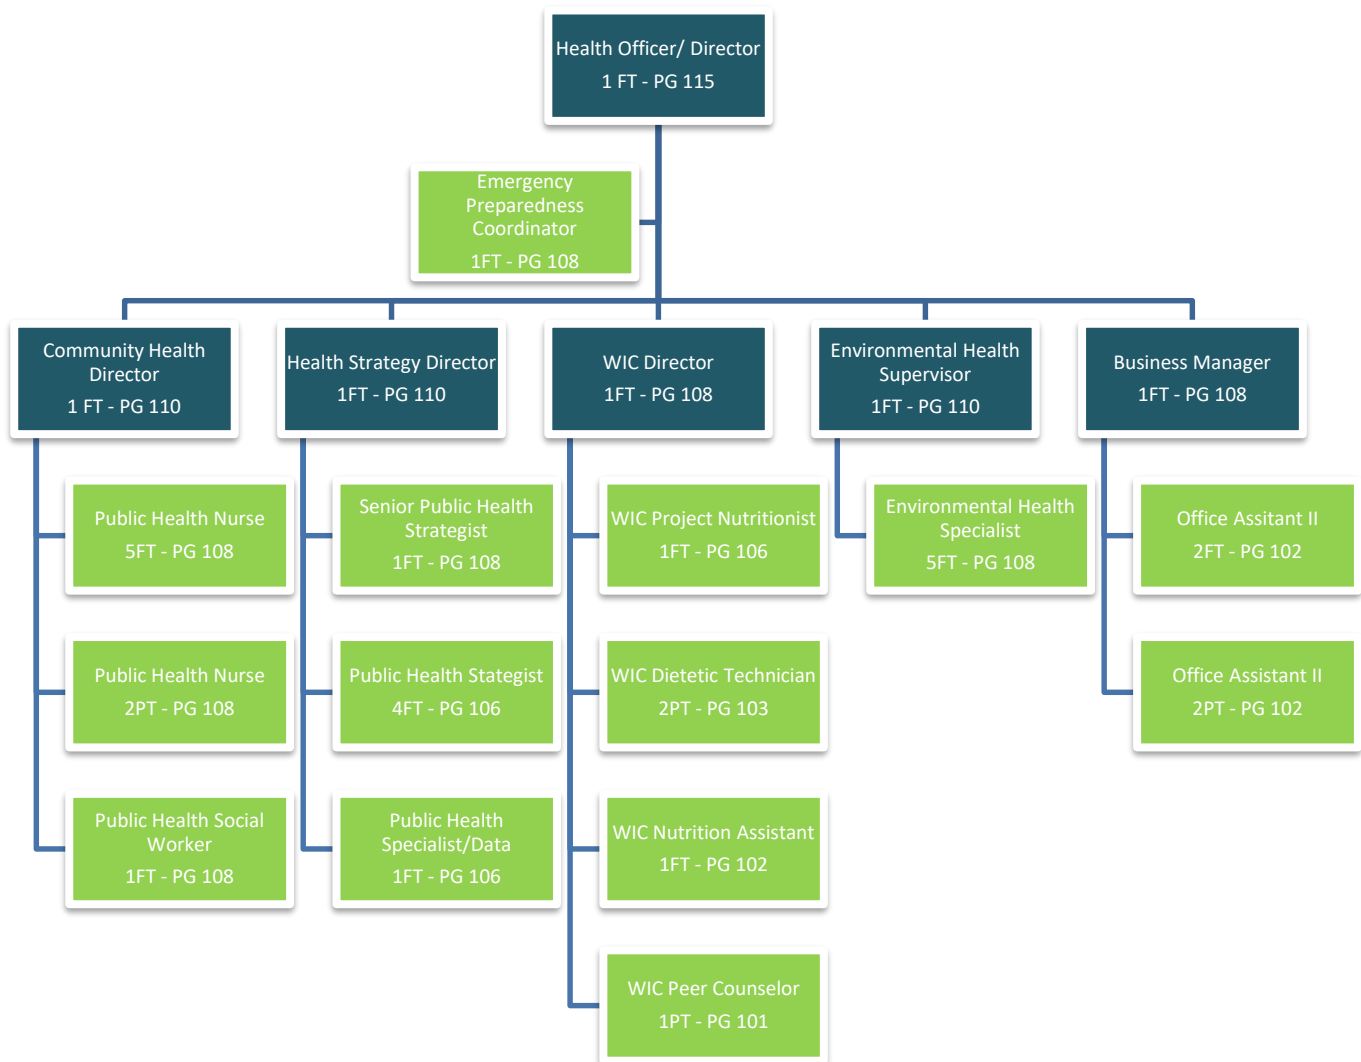 Health Officer/ Director
1 FT - PG 115
Emergency
Preparedness
Coordinator
1FT - PG 108
Community Health
Director
1 FT - PG 110
Health Strategy Director
1FT - PG 110
WIC Director
1FT - PG 108
Environmental Health
Supervisor
1FT - PG 110
Business Manager
1FT - PG 108
Public Health Nurse
5FT - PG 108
Senior Public Health
Strategist
1FT - PG 108
WIC Project Nutritionist
1FT - PG 106
Environmental Health
Specialist
5FT - PG 108
Office Assitant II
2FT - PG 102
Public Health Nurse
2PT - PG 108
Public Health Stategist
4FT - PG 106
WIC Dietetic Technician
2PT - PG 103
Office Assistant II
2PT - PG 102
Public Health Social
Worker
1FT - PG 108
Public Health
Specialist/Data
1FT - PG 106
WIC Nutrition Assistant
1FT - PG 102
WIC Peer Counselor
1PT - PG 101